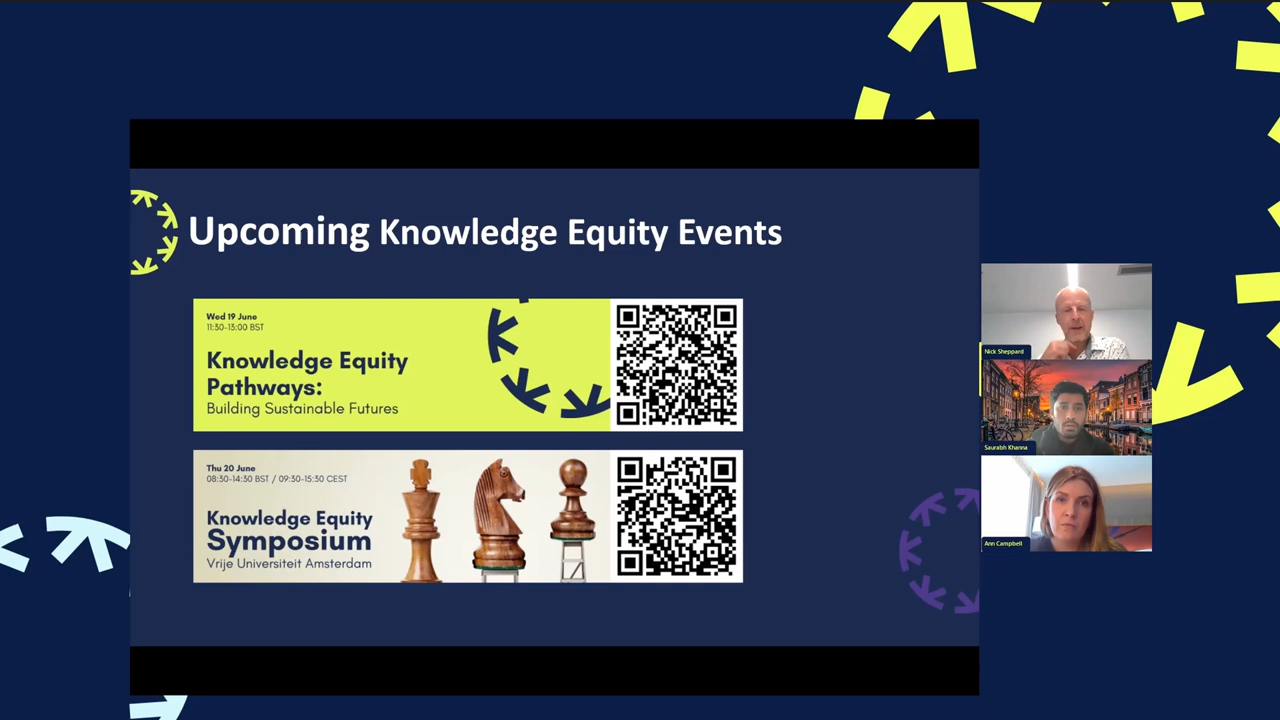 Upcoming Knowledge Equity Events
Wed 19 June
11:30-13:00 BST
Knowledge Equity
Pathways:
Building Sustainable Futures
Thu 20 June
08:30-14:30 BST / 09:30-15:30 CEST
Knowledge Equity
Symposium
Vrije Universiteit Amsterdam
Nick Sheppard
Saurabh Khanna
Ann Campbell